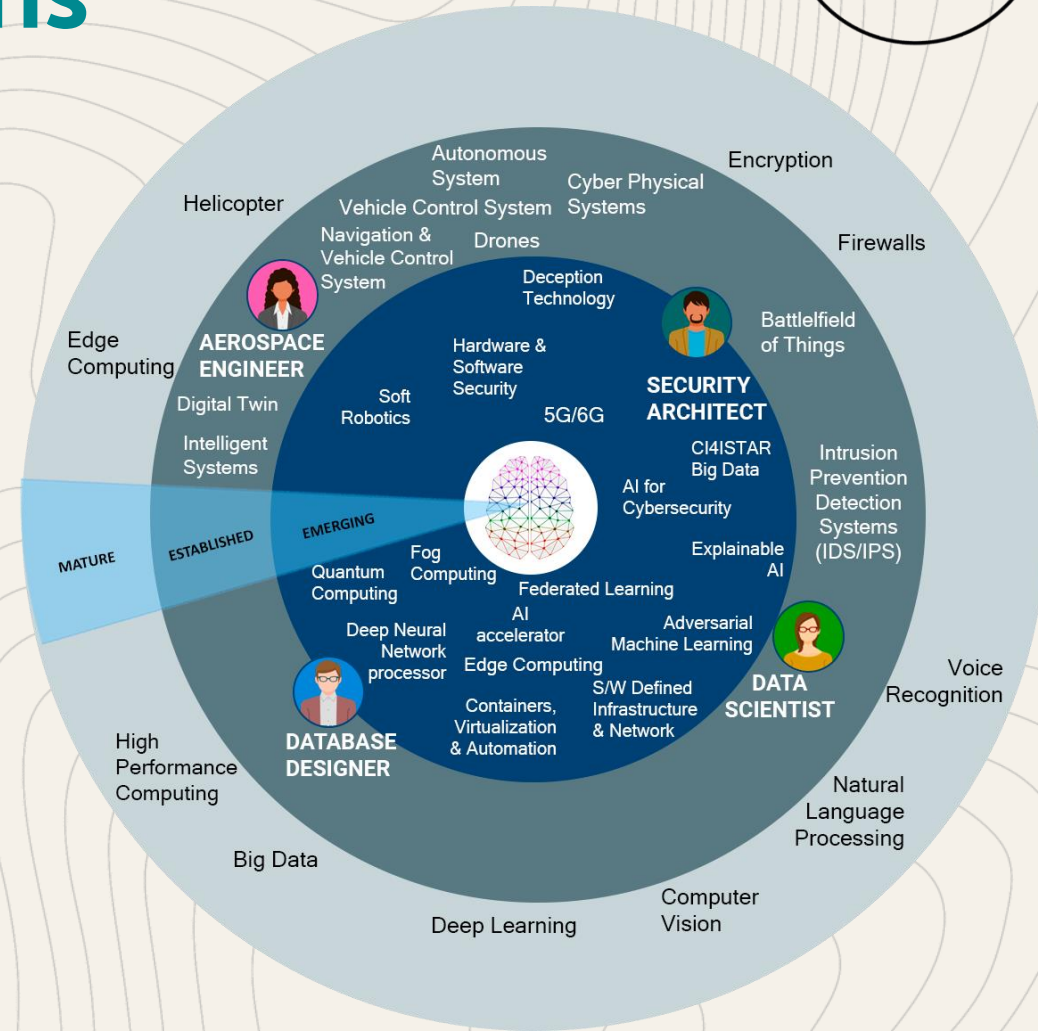 ns
Autonomous
System
Cyber Physical
Systems
Vehicle Control System
Navigation &
Vehicle Control
System
Drones
Encryption
Helicopter
Firewalls
Deception
Technology
Battlelfield
of Things
Edge
Computing
AEROSPACE
ENGINEER
Hardware &
Software
Security
SECURITY
ARCHITECT
Digital Twin
Soft
Robotics
5G/6G
Intelligent
Systems
CI4ISTAR
Big Data
Intrusion
Prevention
Detection
Systems
(IDS/IPS)
AI for
Cybersecurity
MATURE
ESTABLISHED
EMERGING
Explainable
AI
Fog
Computing
Quantum
Computing
Federated Learning
AI
accelerator
Adversarial
Machine Learning
Deep Neural
Network
processor
Edge Computing
S/W Defined
Infrastructure
& Network
Containers,
Virtualization
& Automation
DATA
SCIENTIST
Voice
Recognition
DATABASE
DESIGNER
High
Performance
Computing
Natural
Language
Processing
Big Data
Computer
Vision
Deep Learning